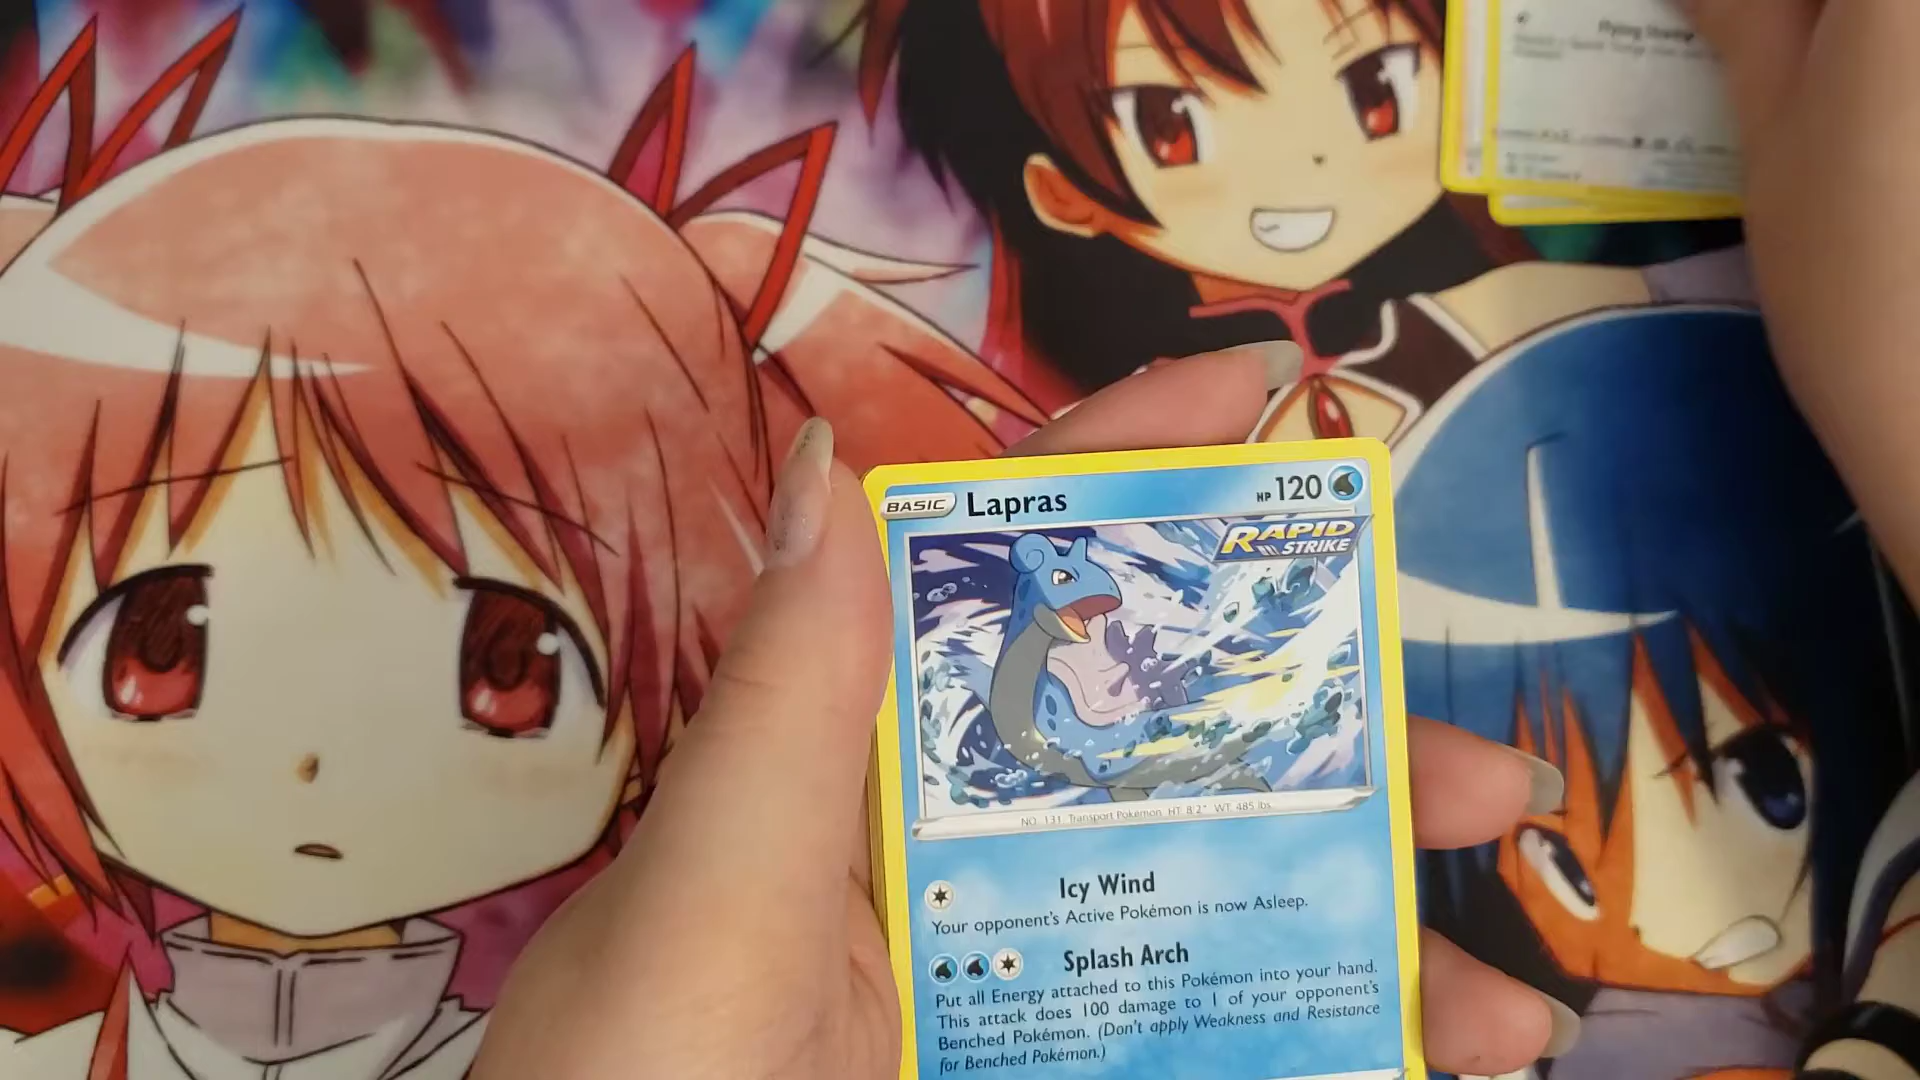 Flying
BASIC Lapras HP 120
RAPID
STRIKE
NO. 131 Transport Pokémon HT: 8'2" WT: 485 lbs.
Icy Wind
Your opponent's Active Pokémon is now Asleep.
Splash Arch
Put all Energy attached to this Pokémon into your hand.
This attack does 100 damage to 1 of your opponent's
Benched Pokémon. (Don't apply Weakness and Resistance
for Benched Pokémon.)